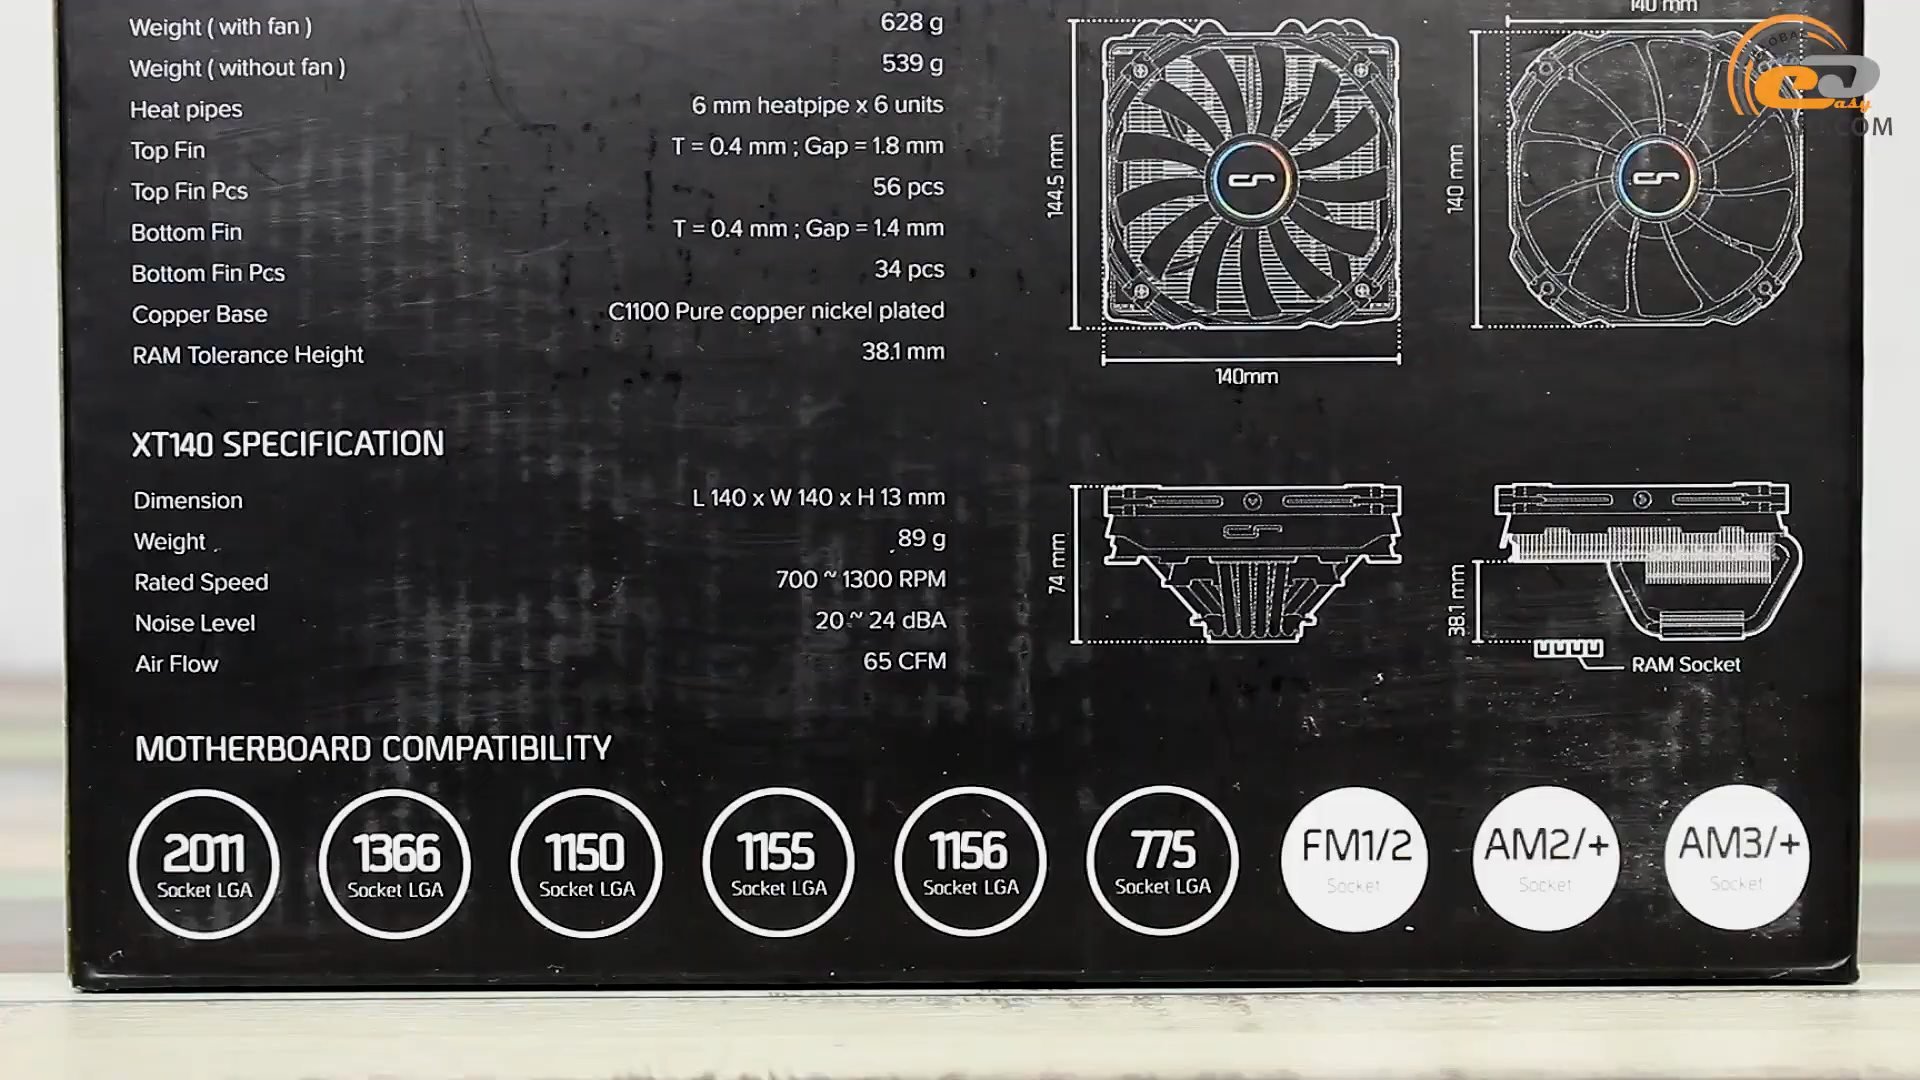 Weight ( with fan ) 628 g
Weight ( without fan ) 539 g
Heat pipes 6 mm heatpipe x 6 units
Top Fin T = 0.4 mm ; Gap = 1.8 mm
Top Fin Pcs 56 pcs
Bottom Fin T = 0.4 mm ; Gap = 1.4 mm
Bottom Fin Pcs 34 pcs
Copper Base C1100 Pure copper nickel plated
RAM Tolerance Height 38.1 mm
XT140 SPECIFICATION
Dimension L 140 x W 140 x H 13 mm
Weight 89 g
Rated Speed 700 ~ 1300 RPM
Noise Level 20 ~ 24 dBA
Air Flow 65 CFM
144.5 mm
140mm
140 mm
140 mm
74 mm
38.1 mm
RAM Socket
MOTHERBOARD COMPATIBILITY
2011
Socket LGA
1366
Socket LGA
1150
Socket LGA
1155
Socket LGA
1156
Socket LGA
775
Socket LGA
FM1/2
Socket
AM2/+
Socket
AM3/+
Socket
easy
.COM